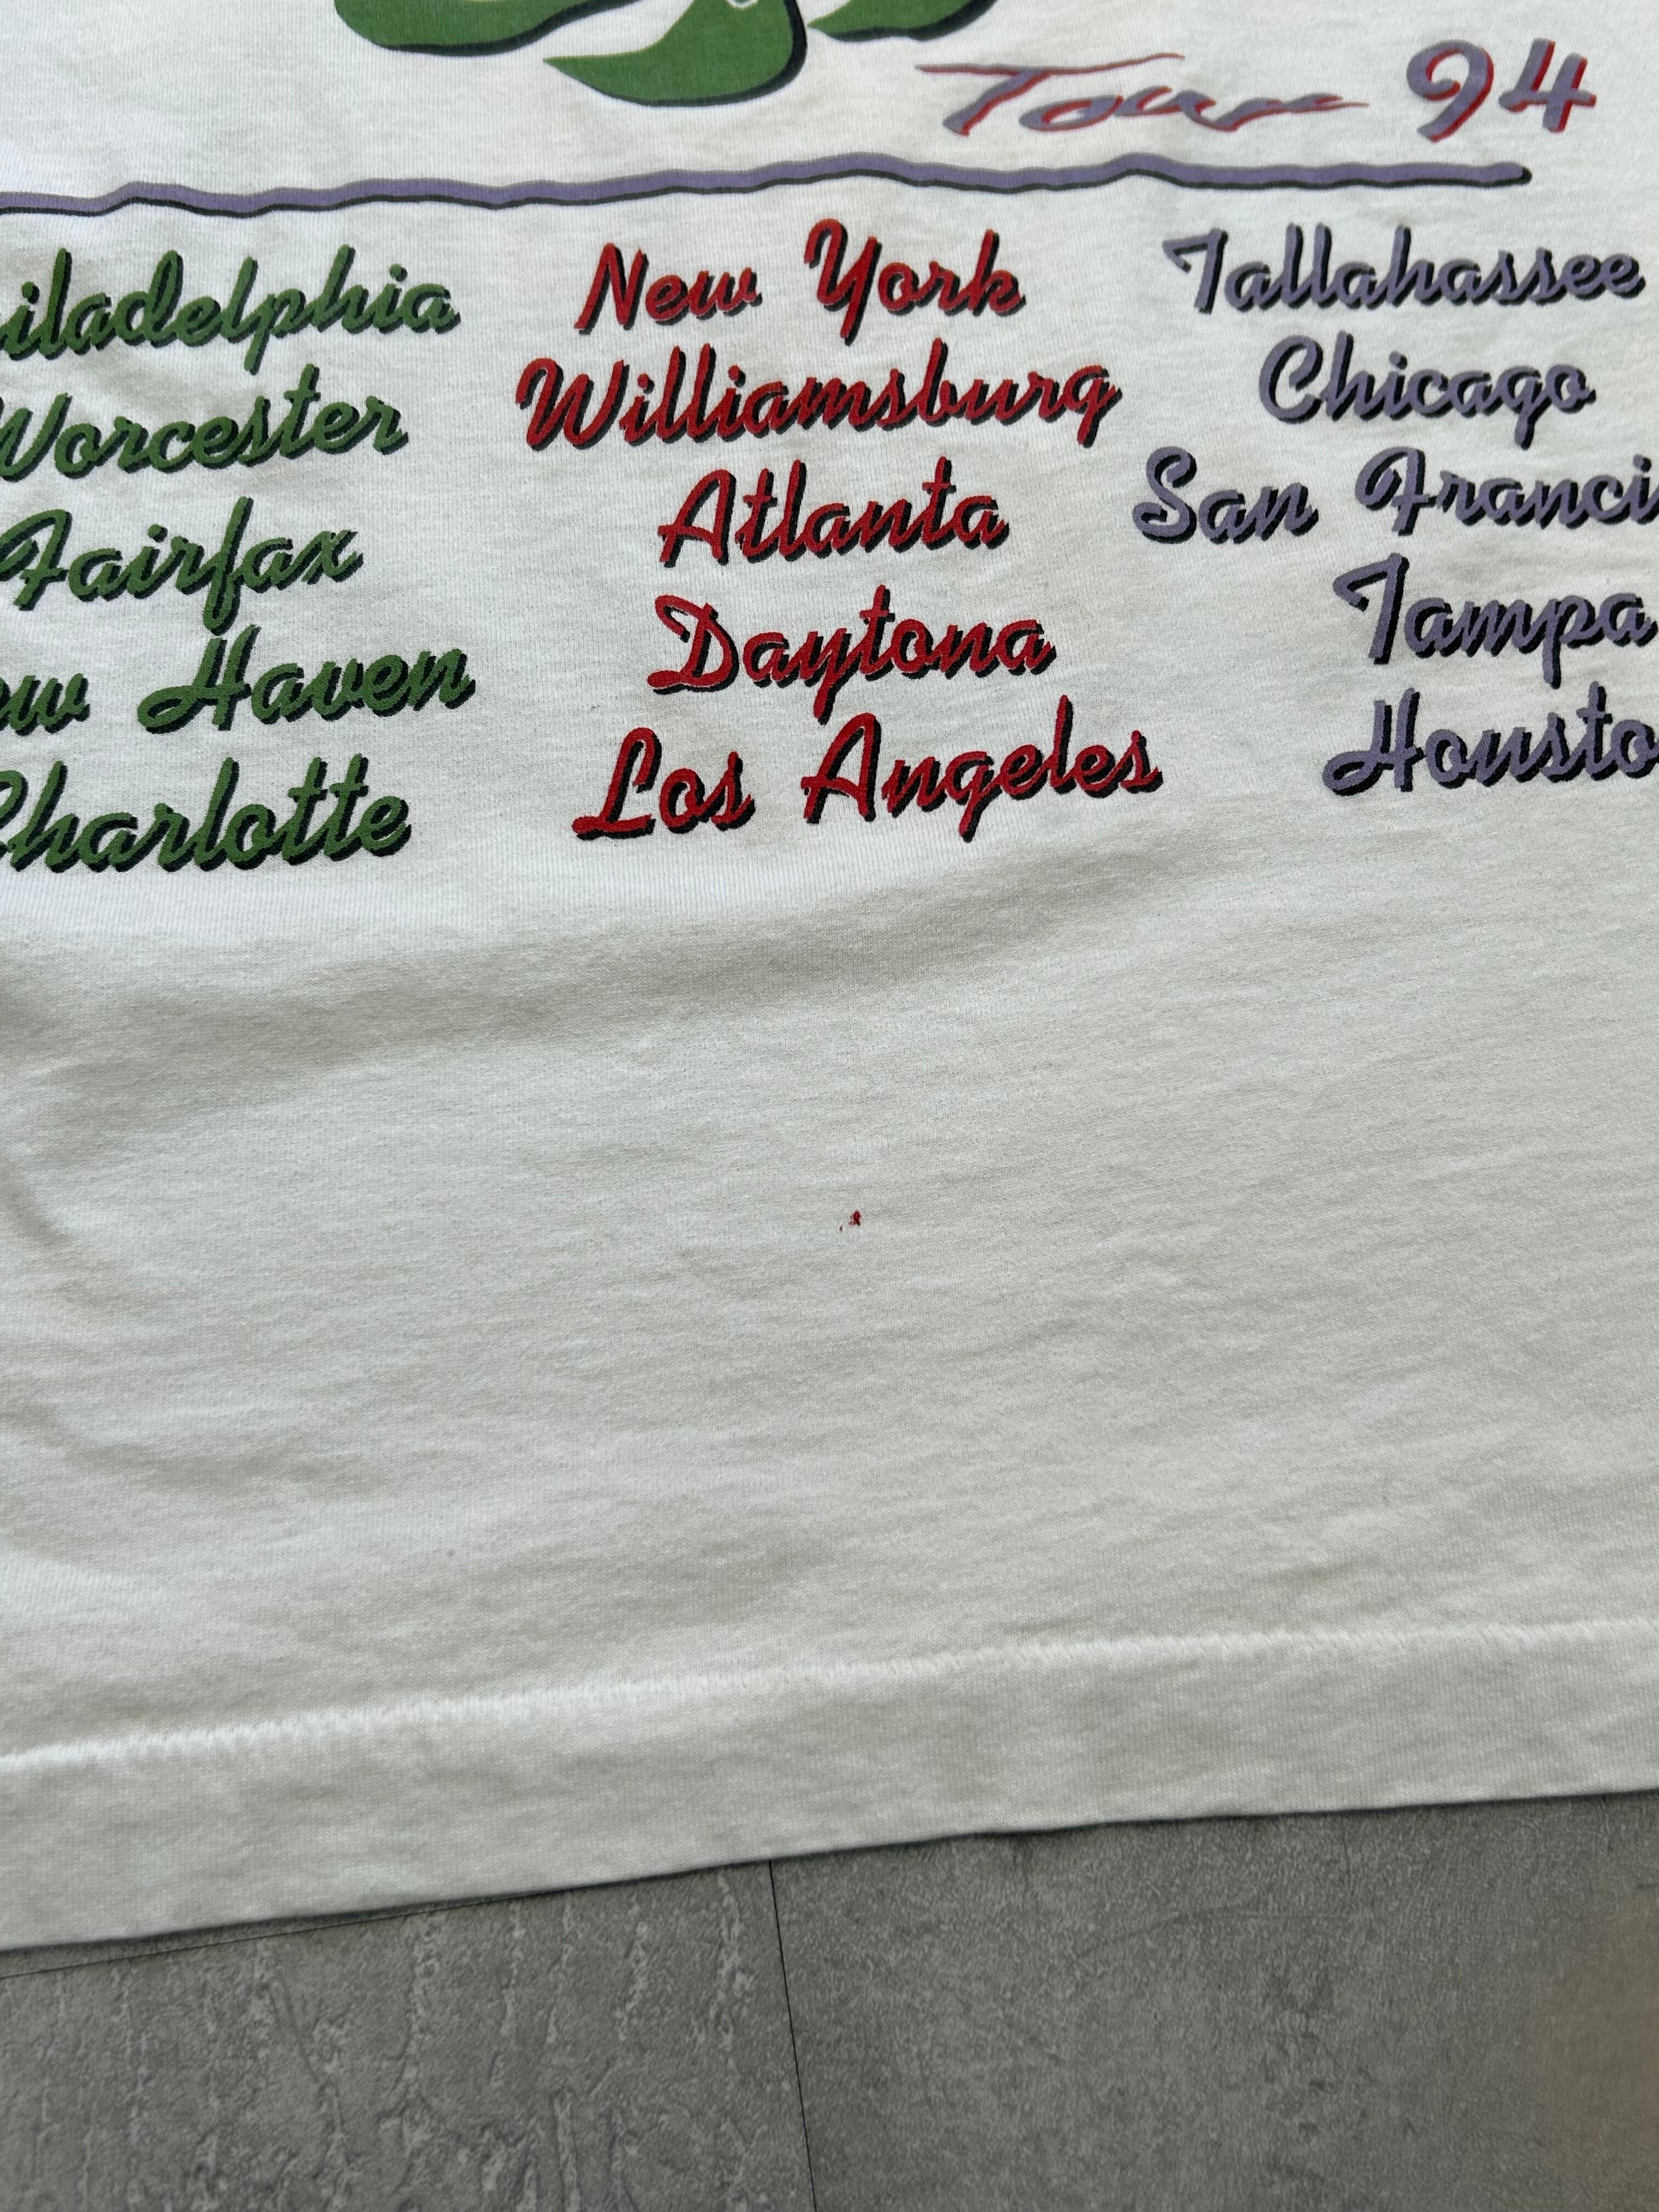 Tour 94
iladelphia New York Tallahassee
Worcester Williamsburg Chicago
Fairfax Atlanta San Franci
ew Haven Daytona Tampa
Charlotte Los Angeles Housto